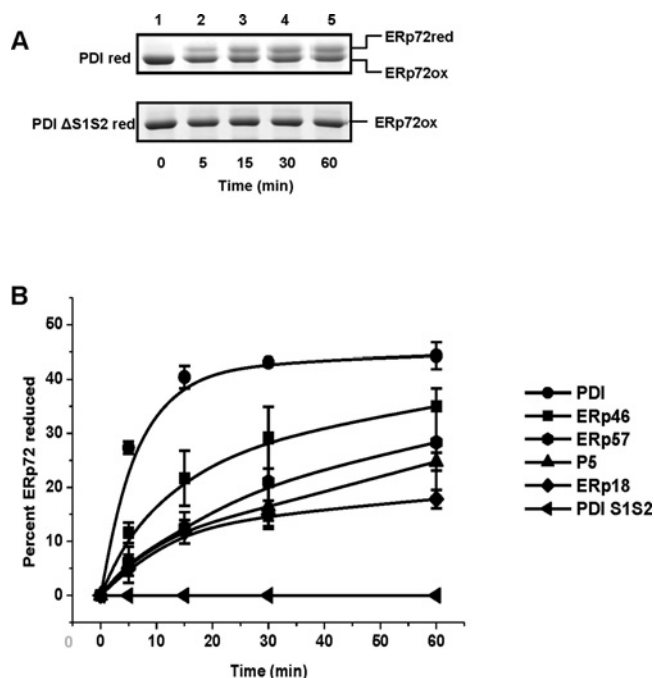 A
1 2 3 4 5
PDI red
ERp72red
ERp72ox
PDI ΔS1S2 red
ERp72ox
0 5 15 30 60
Time (min)
B
Percent ERp72 reduced
50
40
30
20
10
0
0
0 10 20 30 40 50 60
Time (min)
PDI
ERp46
ERp57
P5
ERp18
PDI S1S2